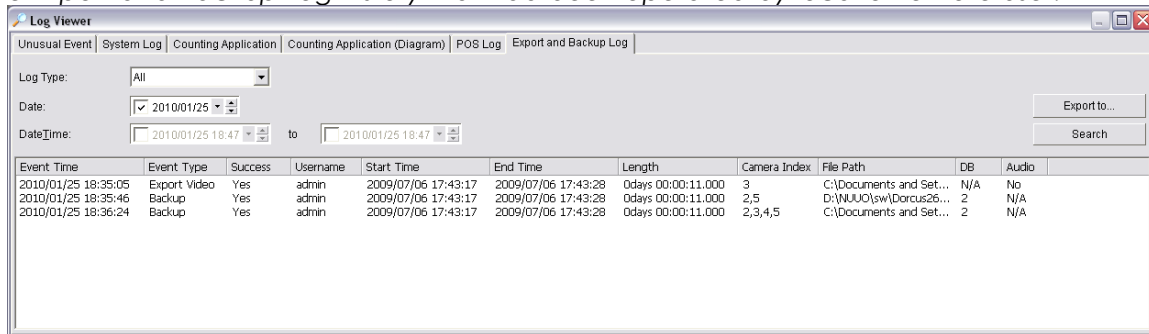 Log Viewer
Unusual Event System Log Counting Application Counting Application (Diagram) POS Log Export and Backup Log
Log Type: All
Date: 2010/01/25 Export to...
DateTime: 2010/01/25 18:47 to 2010/01/25 18:47 Search
Event Time Event Type Success Username Start Time End Time Length Camera Index File Path DB Audio
2010/01/25 18:35:05 Export Video Yes admin 2009/07/06 17:43:17 2009/07/06 17:43:28 0days 00:00:11.000 3 C:\Documents and Set... N/A No
2010/01/25 18:35:46 Backup Yes admin 2009/07/06 17:43:17 2009/07/06 17:43:28 0days 00:00:11.000 2,5 D:\NUUO\sw\Dorcus26... 2 N/A
2010/01/25 18:36:24 Backup Yes admin 2009/07/06 17:43:17 2009/07/06 17:43:28 0days 00:00:11.000 2,3,4,5 C:\Documents and Set... 2 N/A